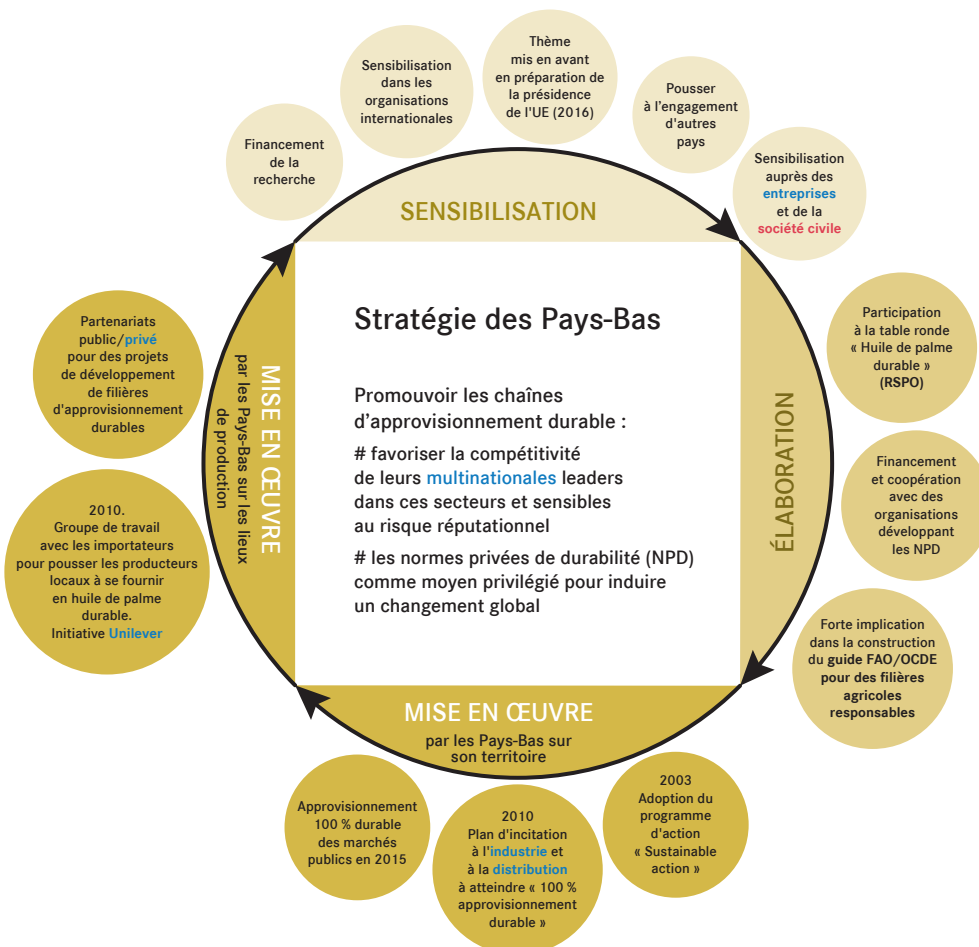 Thème
mis en avant
en préparation de
la présidence
de l'UE (2016)
Sensibilisation
dans les
organisations
internationales
Pousser
à l'engagement
d'autres
pays
Financement
de la
recherche
Sensibilisation
auprès des
entreprises
et de la
société civile
SENSIBILISATION
Stratégie des Pays-Bas
Promouvoir les chaînes
d'approvisionnement durable :
# favoriser la compétitivité
de leurs multinationales leaders
dans ces secteurs et sensibles
au risque réputationnel
# les normes privées de durabilité (NPD)
comme moyen privilégié pour induire
un changement global
ÉLABORATION
Participation
à la table ronde
« Huile de palme
durable »
(RSPO)
Financement
et coopération
avec des
organisations
développant
les NPD
Forte implication
dans la construction
du guide FAO/OCDE
pour des filières
agricoles
responsables
MISE EN ŒUVRE
par les Pays-Bas sur
son territoire
2003
Adoption du
programme
d'action
« Sustainable
action »
2010
Plan d'incitation
à l'industrie et
à la distribution
à atteindre « 100 %
approvisionnement
durable »
Approvisionnement
100 % durable
des marchés
publics en 2015
MISE EN ŒUVRE
par les Pays-Bas sur les lieux
de production
2010.
Groupe de travail
avec les importateurs
pour pousser les producteurs
locaux à se fournir
en huile de palme
durable.
Initiative Unilever
Partenariats
public/privé
pour des projets
de développement
de filières
d'approvisionnement
durables